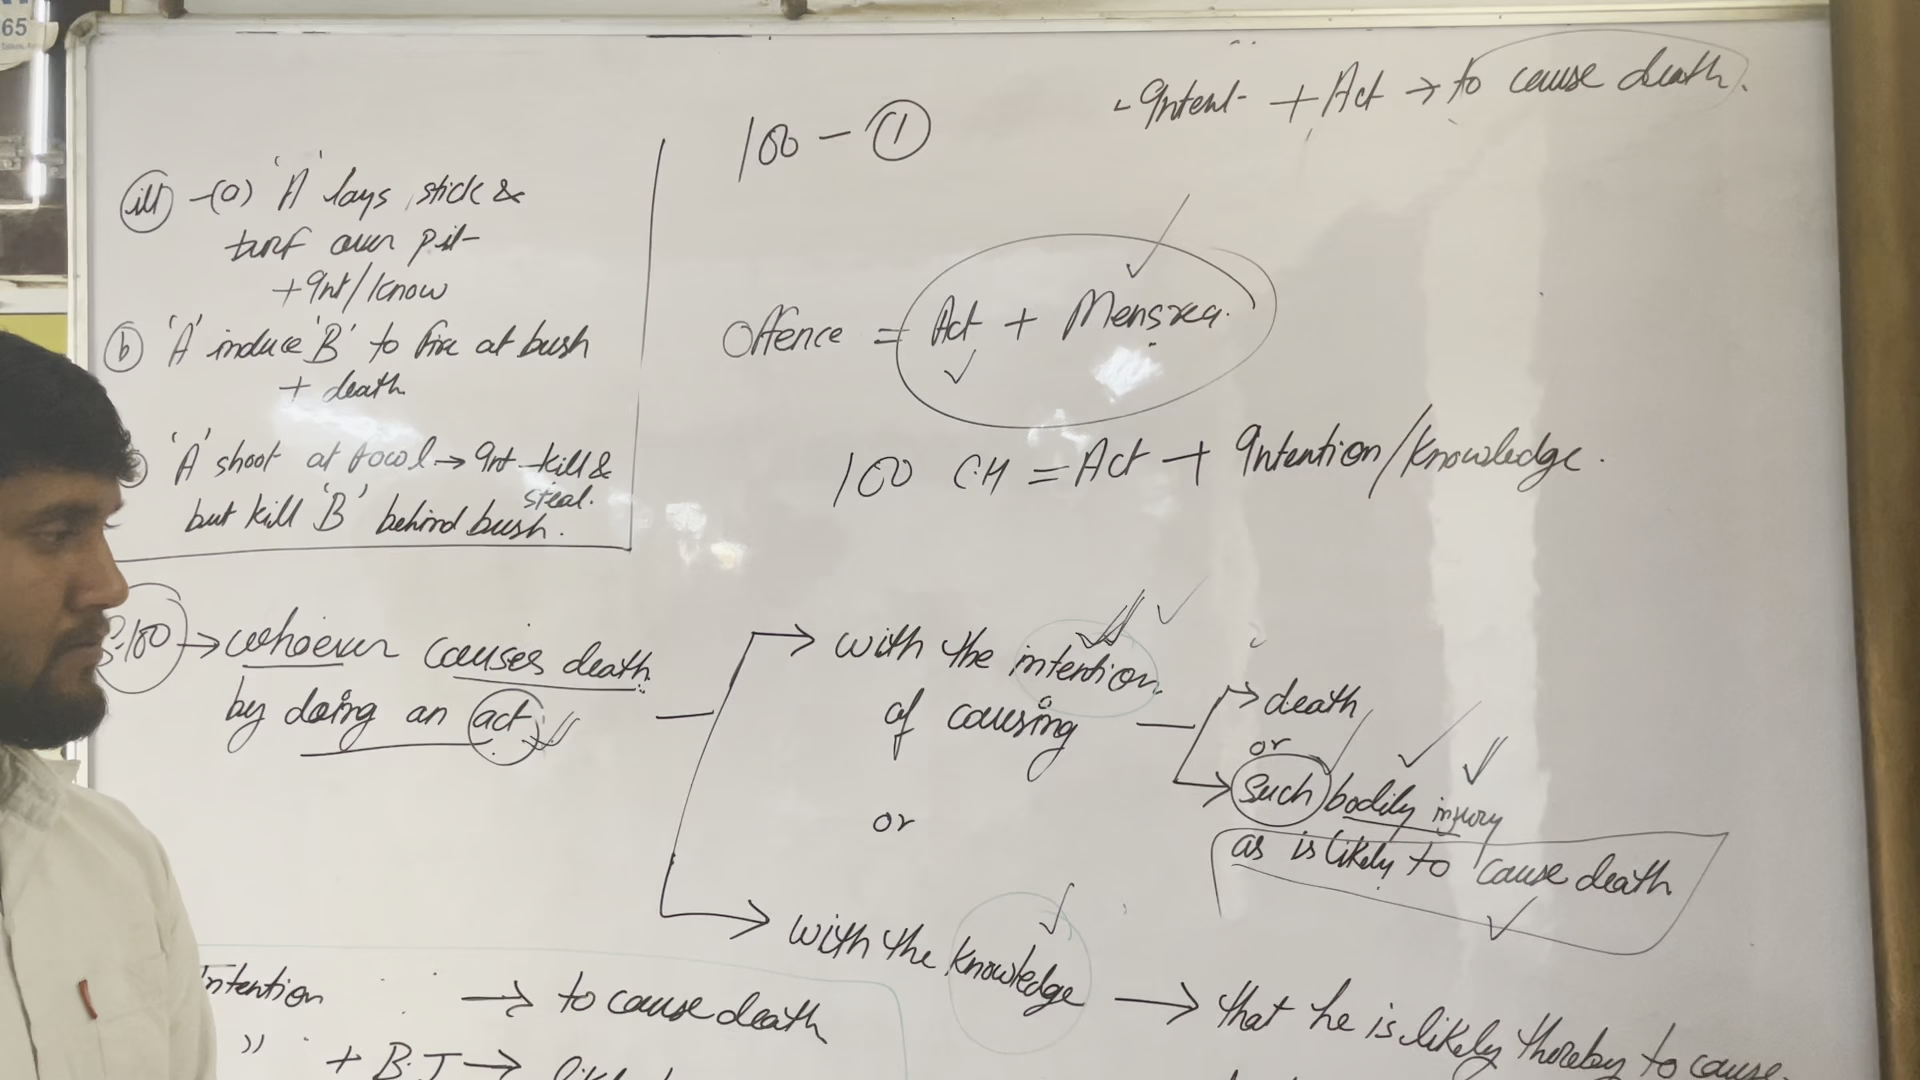 65
- Intent + Act → to cause death.
100 - ①
ill - (a) 'A' lays stick &
turf over pit
+ Int/know
b 'A' induce 'B' to fire at bush
+ death
'A' shoot at fowl → Int - kill &
steal.
but kill 'B' behind bush.
Offence = Act + Mensrea.
100 CH = Act + Intention/Knowledge.
S-100 → Whoever causes death
by doing an act
→ with the intention
of causing
→ death
or
→ Such bodily injury
as is likely to cause death
or
→ with the knowledge → that he is likely thereby to cause
Intention → to cause death
" + B.I →